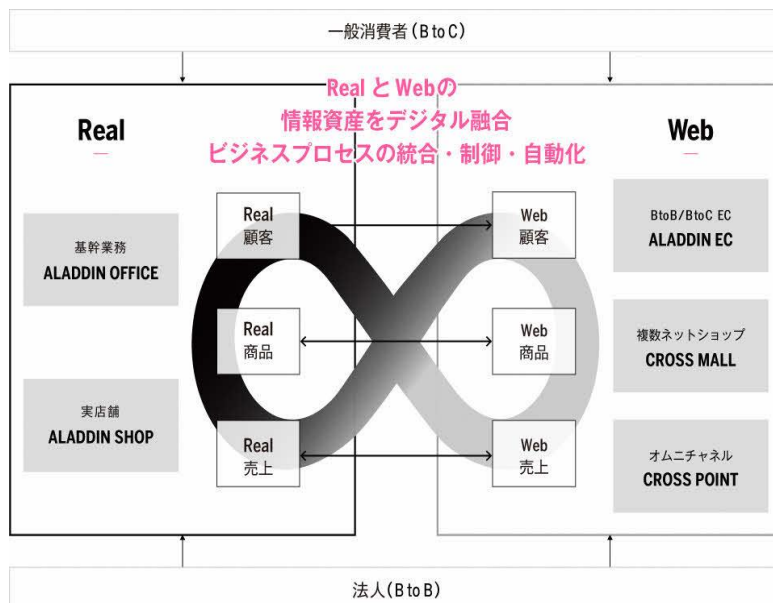 一般消費者(B to C)
RealとWebの
情報資産をデジタル融合
ビジネスプロセスの統合・制御・自動化
Real
基幹業務
ALADDIN OFFICE
実店舗
ALADDIN SHOP
Real
顧客
Real
商品
Real
売上
Web
顧客
Web
商品
Web
売上
Web
BtoB/BtoC EC
ALADDIN EC
複数ネットショップ
CROSS MALL
オムニチャネル
CROSS POINT
法人(B to B)